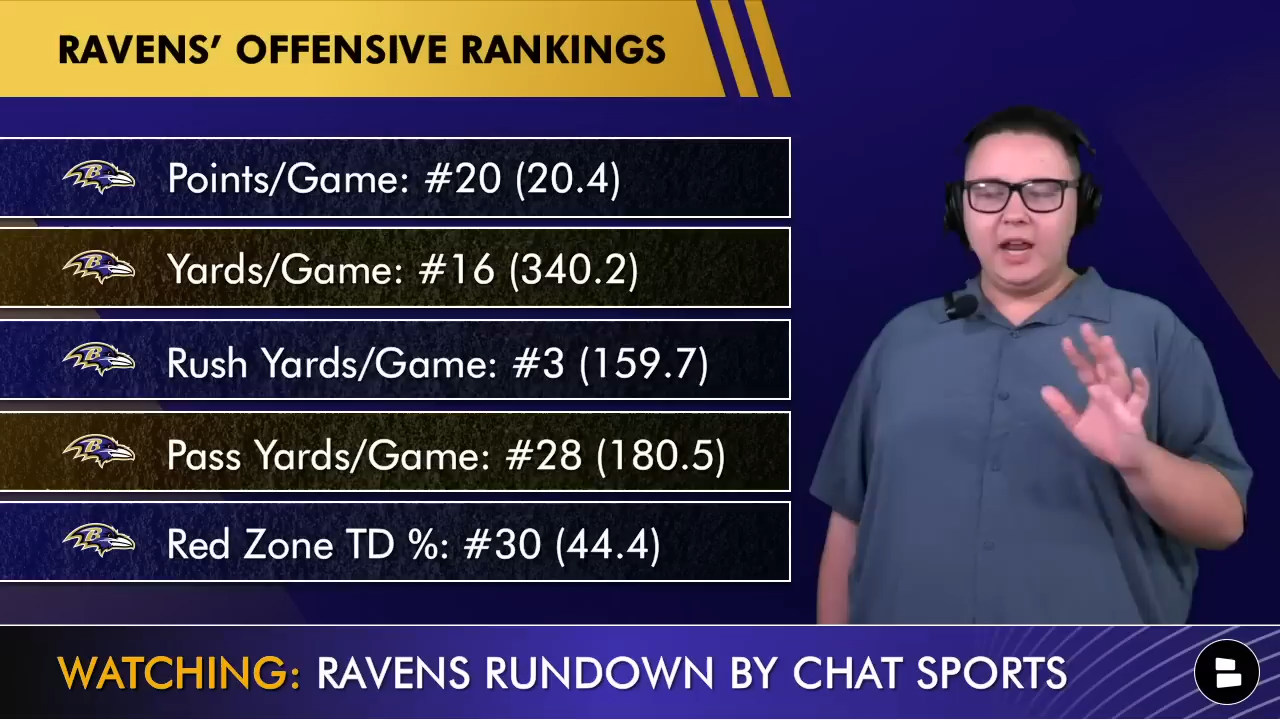 RAVENS’ OFFENSIVE RANKINGS
Points/Game: #20 (20.4)
Yards/Game: #16 (340.2)
Rush Yards/Game: #3 (159.7)
Pass Yards/Game: #28 (180.5)
Red Zone TD %: #30 (44.4)
WATCHING: RAVENS RUNDOWN BY CHAT SPORTS